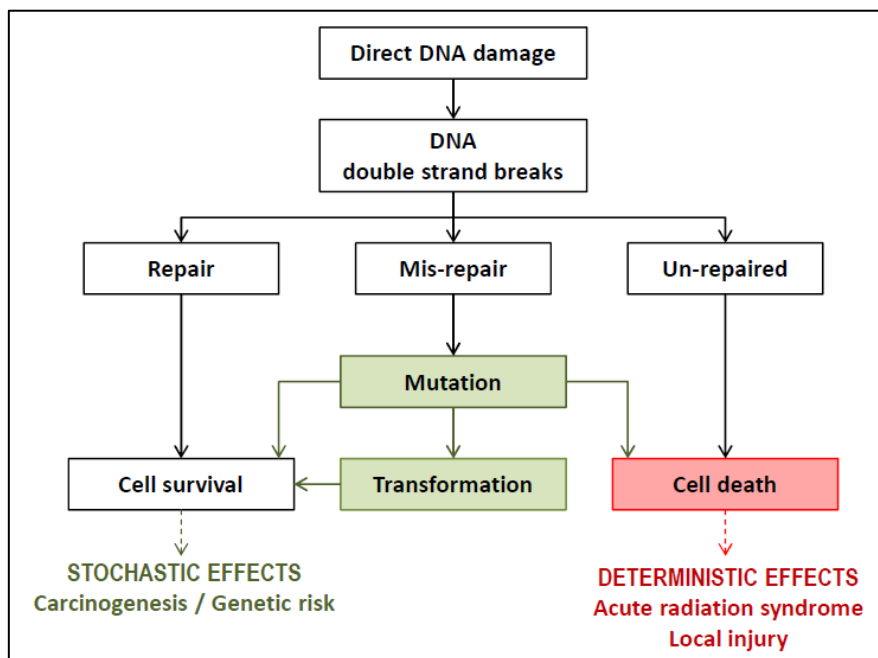 Direct DNA damage
DNA
double strand breaks
Repair
Mis-repair
Un-repaired
Mutation
Cell survival
Transformation
Cell death
STOCHASTIC EFFECTS
Carcinogenesis / Genetic risk
DETERMINISTIC EFFECTS
Acute radiation syndrome
Local injury